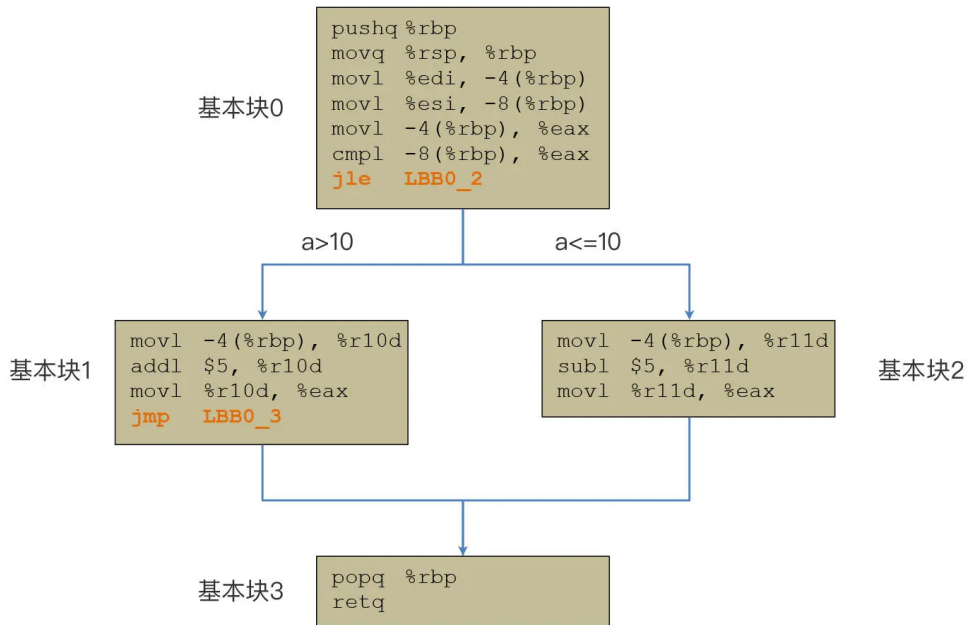 pushq %rbp
movq %rsp, %rbp
movl %edi, -4(%rbp)
movl %esi, -8(%rbp)
movl -4(%rbp), %eax
cmpl -8(%rbp), %eax
jle LBB0_2
基本块0
a>10
a<=10
基本块1
movl -4(%rbp), %r10d
addl $5, %r10d
movl %r10d, %eax
jmp LBB0_3
movl -4(%rbp), %r11d
subl $5, %r11d
movl %r11d, %eax
基本块2
基本块3
popq %rbp
retq